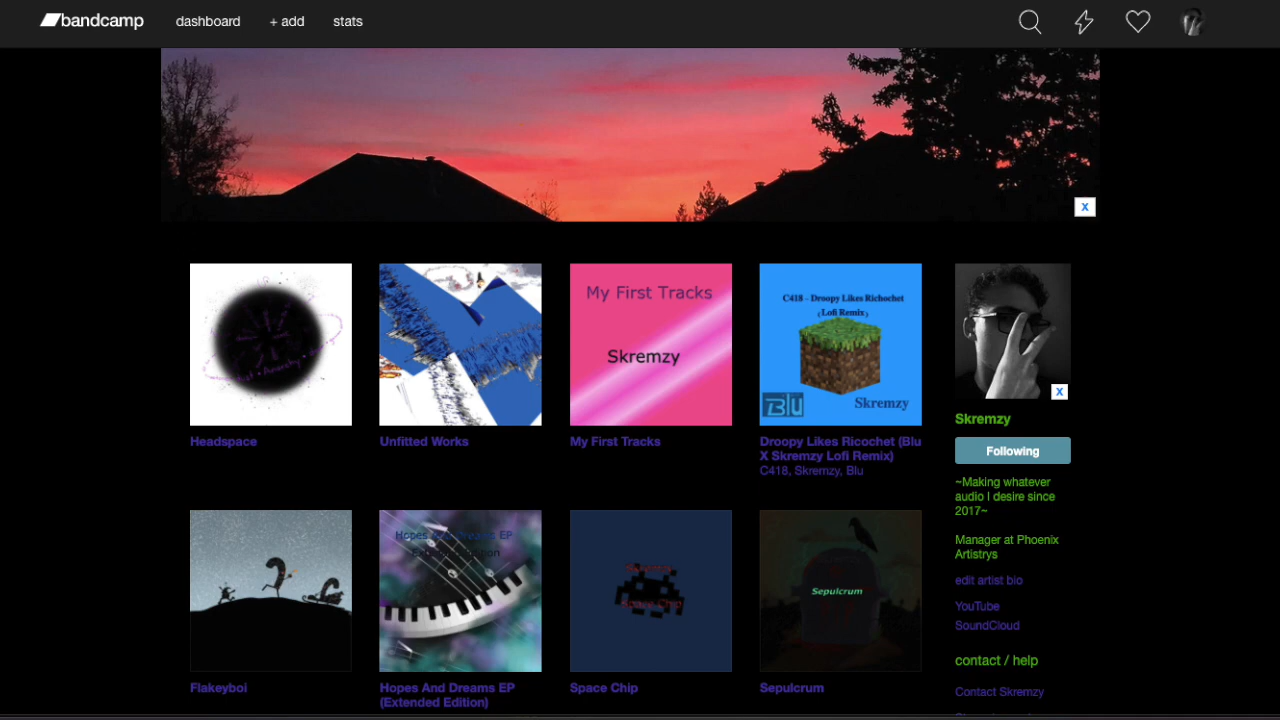 bandcamp
dashboard
+ add
stats
X
My First Tracks
Skremzy
C418 - Droopy Likes Richochet
(Lofi Remix)
Blu
Skremzy
X
Headspace
Unfitted Works
My First Tracks
Droopy Likes Ricochet (Blu
X Skremzy Lofi Remix)
C418, Skremzy, Blu
Skremzy
Following
~Making whatever
audio I desire since
2017~
Manager at Phoenix
Artistrys
edit artist bio
YouTube
SoundCloud
contact / help
Contact Skremzy
Hopes And Dreams EP
Skremzy
Space Chip
Sepulcrum
Flakeyboi
Hopes And Dreams EP
(Extended Edition)
Space Chip
Sepulcrum